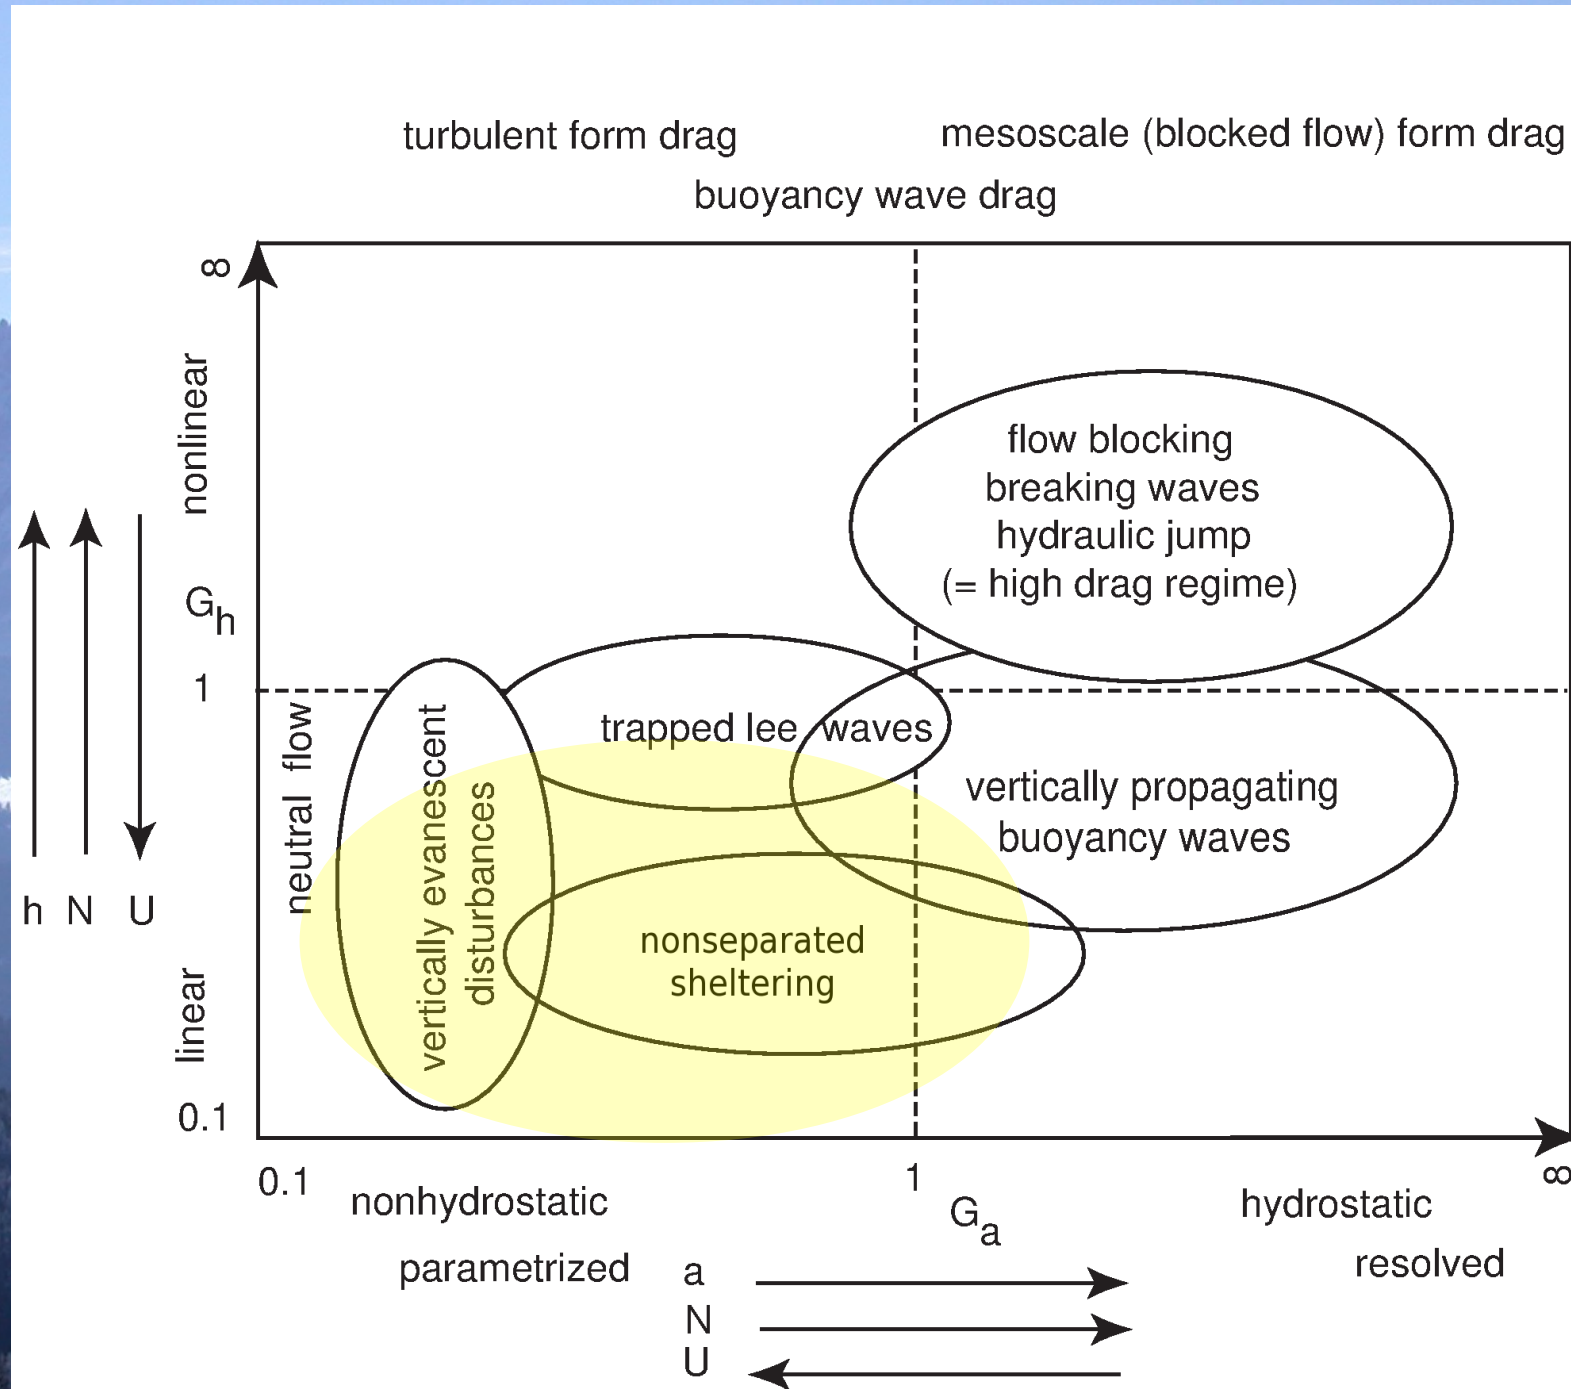 turbulent form drag
mesoscale (blocked flow) form drag
buoyancy wave drag
∞
nonlinear
flow blocking
breaking waves
hydraulic jump
(= high drag regime)
Gh
1
trapped lee waves
neutral flow
vertically evanescent
disturbances
vertically propagating
buoyancy waves
h N U
nonseparated
sheltering
linear
0.1
0.1
1
∞
nonhydrostatic
Ga
hydrostatic
parametrized
resolved
a
N
U